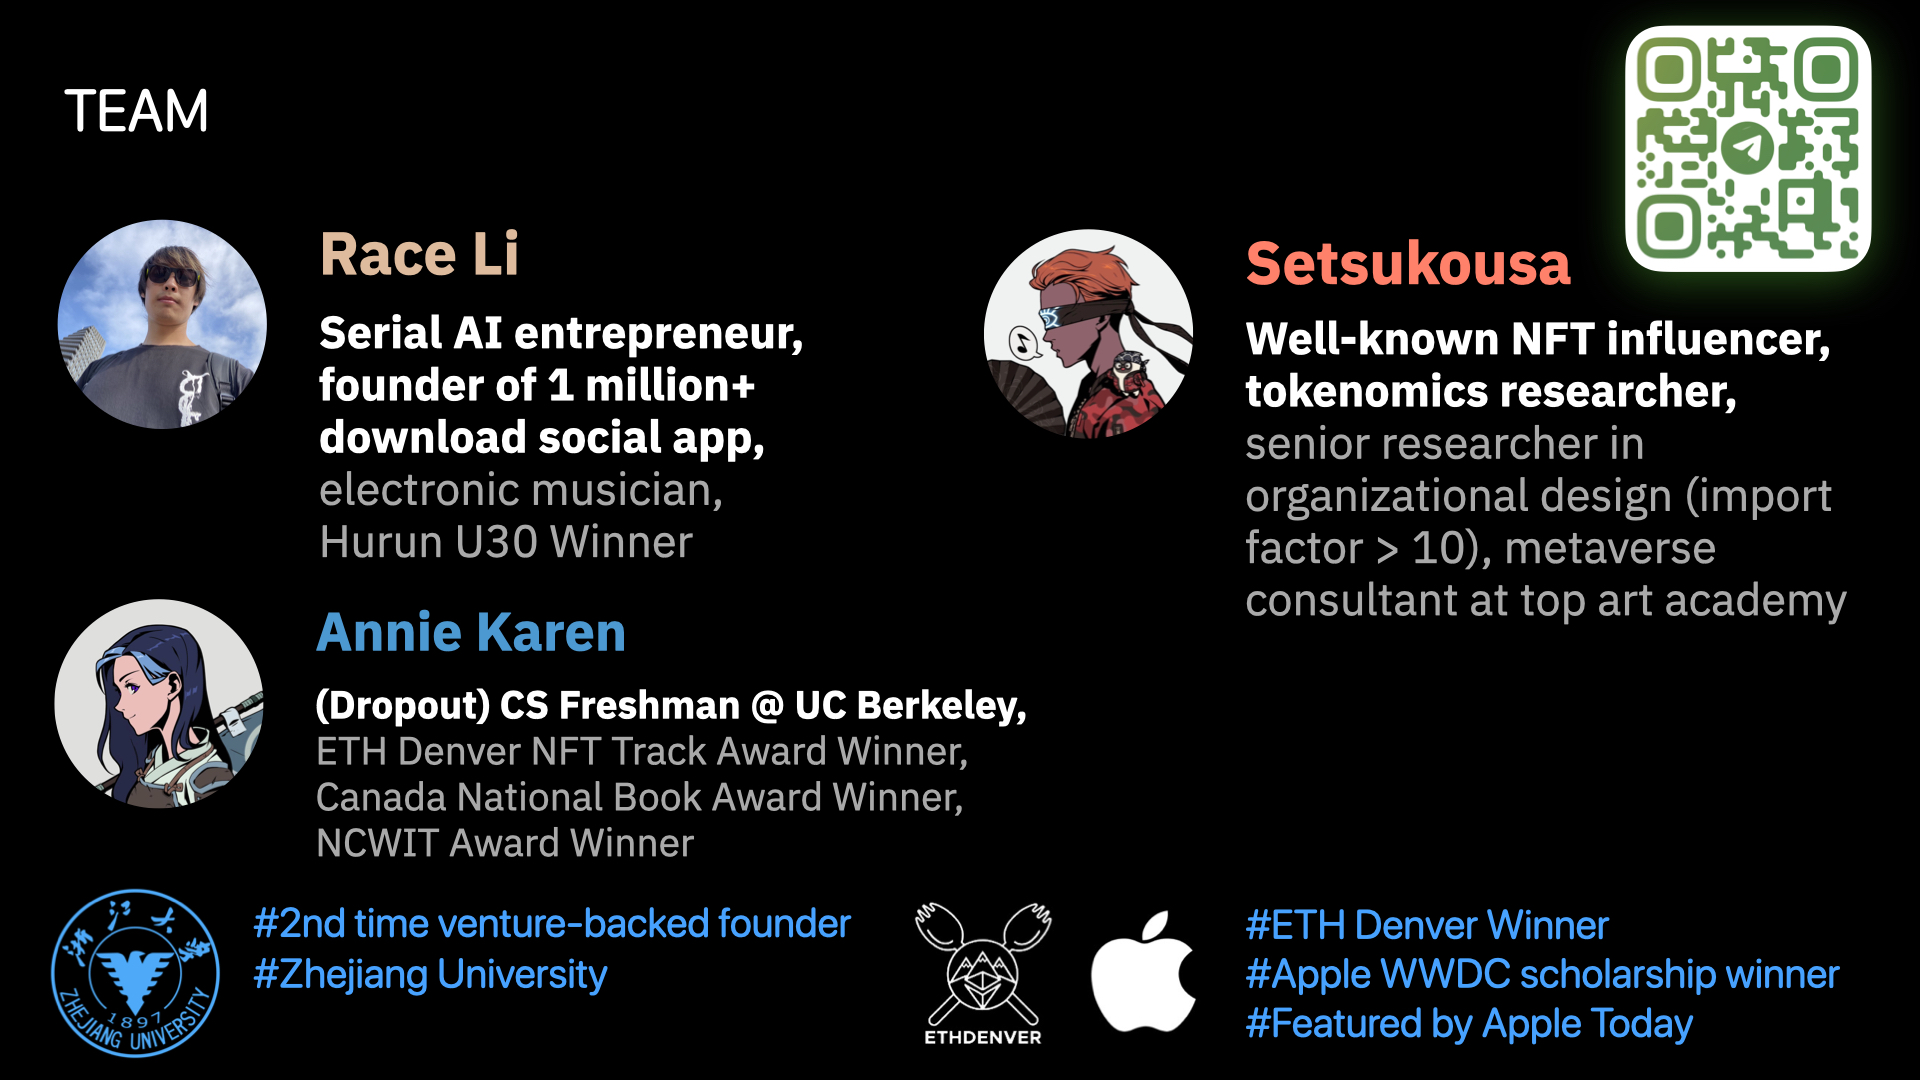 TEAM
Race Li
Serial AI entrepreneur,
founder of 1 million+
download social app,
electronic musician,
Hurun U30 Winner
Setsukousa
Well-known NFT influencer,
tokenomics researcher,
senior researcher in
organizational design (import
factor > 10), metaverse
consultant at top art academy
Annie Karen
(Dropout) CS Freshman @ UC Berkeley,
ETH Denver NFT Track Award Winner,
Canada National Book Award Winner,
NCWIT Award Winner
浙江大學
1897
ZHEJIANG UNIVERSITY
#2nd time venture-backed founder
#Zhejiang University
ETHDENVER
#ETH Denver Winner
#Apple WWDC scholarship winner
#Featured by Apple Today